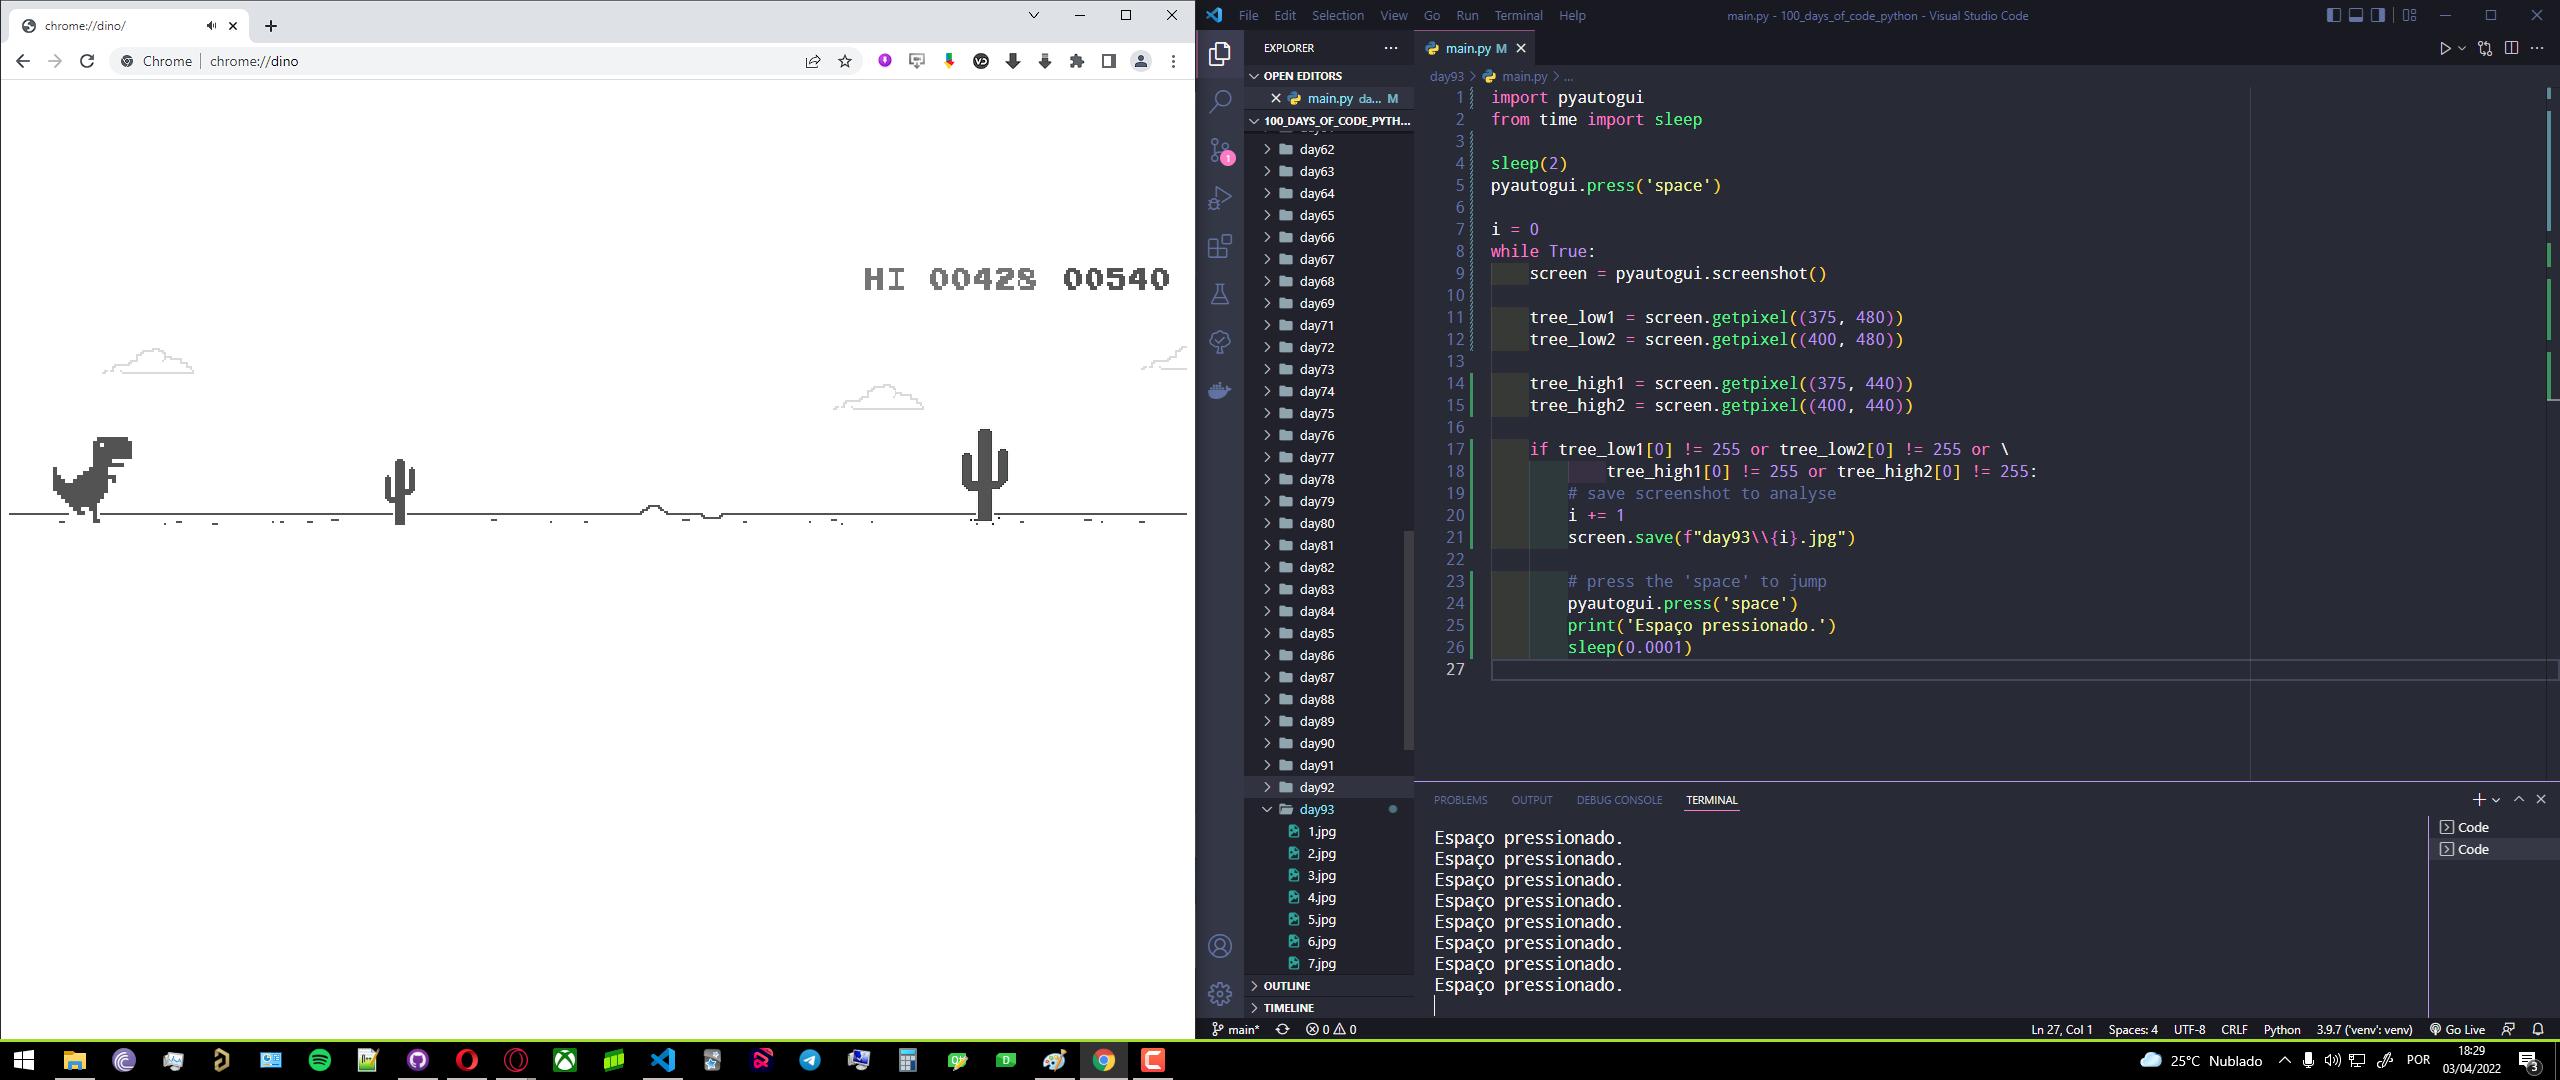 chrome://dino/
Chrome chrome://dino
HI 00428 00540
File Edit Selection View Go Run Terminal Help
main.py - 100_days_of_code_python - Visual Studio Code
EXPLORER
OPEN EDITORS
main.py da... M
100_DAYS_OF_CODE_PYTH...
day62
day63
day64
day65
day66
day67
day68
day69
day71
day72
day73
day74
day75
day76
day77
day78
day79
day80
day81
day82
day83
day84
day85
day86
day87
day88
day89
day90
day91
day92
day93
1.jpg
2.jpg
3.jpg
4.jpg
5.jpg
6.jpg
7.jpg
OUTLINE
TIMELINE
1
main.py M
day93 > main.py > ...
1 import pyautogui
2 from time import sleep
3
4 sleep(2)
5 pyautogui.press('space')
6
7 i = 0
8 while True:
9 screen = pyautogui.screenshot()
10
11 tree_low1 = screen.getpixel((375, 480))
12 tree_low2 = screen.getpixel((400, 480))
13
14 tree_high1 = screen.getpixel((375, 440))
15 tree_high2 = screen.getpixel((400, 440))
16
17 if tree_low1[0] != 255 or tree_low2[0] != 255 or \
18 tree_high1[0] != 255 or tree_high2[0] != 255:
19 # save screenshot to analyse
20 i += 1
21 screen.save(f"day93\\{i}.jpg")
22
23 # press the 'space' to jump
24 pyautogui.press('space')
25 print('Espaço pressionado.')
26 sleep(0.0001)
27
PROBLEMS OUTPUT DEBUG CONSOLE TERMINAL
Espaço pressionado.
Espaço pressionado.
Espaço pressionado.
Espaço pressionado.
Espaço pressionado.
Espaço pressionado.
Espaço pressionado.
Espaço pressionado.
Code
Code
main* 0 0
Ln 27, Col 1 Spaces: 4 UTF-8 CRLF Python 3.9.7 ('venv': venv) Go Live
25°C Nublado
POR
18:29
03/04/2022
3